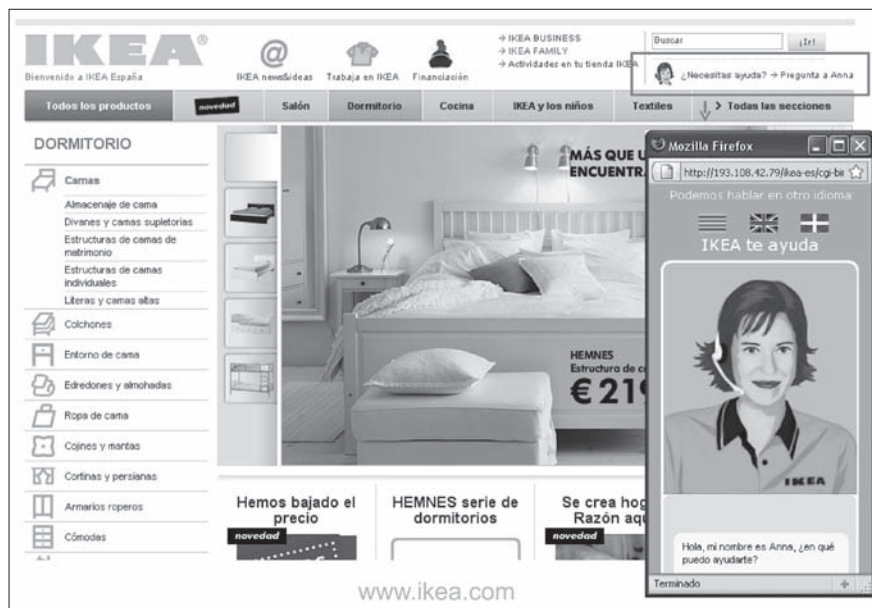 IKEA®
Bienvenido a IKEA España
@
IKEA news&ideas
Trabaja en IKEA
Financiación
→ IKEA BUSINESS
→ IKEA FAMILY
→ Actividades en tu tienda IKEA
Buscar
¡Ir!
¿Necesitas ayuda? → Pregunta a Anna
Todos los productos
novedad
Salón
Dormitorio
Cocina
IKEA y los niños
Textiles
> Todas las secciones
DORMITORIO
Camas
Almacenaje de cama
Divanes y camas supletorias
Estructuras de camas de
matrimonio
Estructuras de camas
individuales
Literas y camas altas
Colchones
Entorno de cama
Edredones y almohadas
Ropa de cama
Cojines y mantas
Cortinas y persianas
Armarios roperos
Cómodas
MÁS QUE U
ENCUENTRA
HEMNES
Estructura de c
€ 219
Hemos bajado el
precio
novedad
HEMNES serie de
dormitorios
Se crea hog
Razón aqu
novedad
Mozilla Firefox
http://193.108.42.79/ikea-es/cgi-bir
Podemos hablar en otro idioma
IKEA te ayuda
IKEA
Hola, mi nombre es Anna, ¿en qué
puedo ayudarte?
Terminado
www.ikea.com